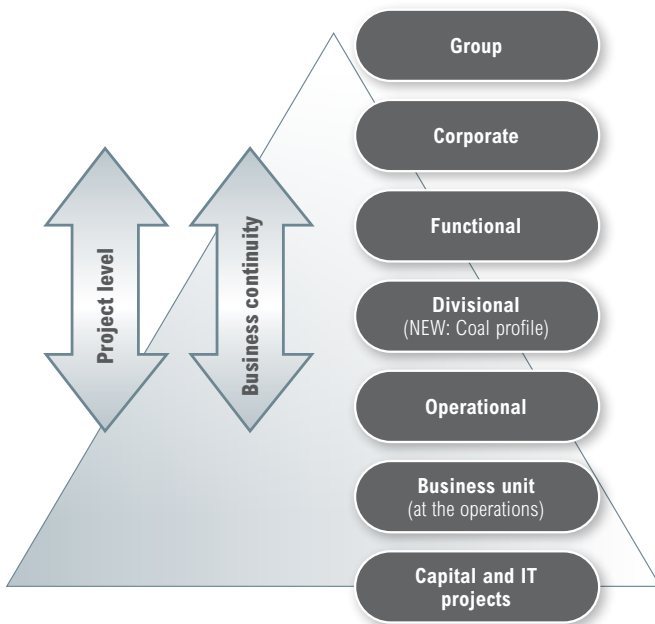 Group
Corporate
Functional
Divisional
(NEW: Coal profile)
Operational
Business unit
(at the operations)
Capital and IT
projects
Project level
Business continuity